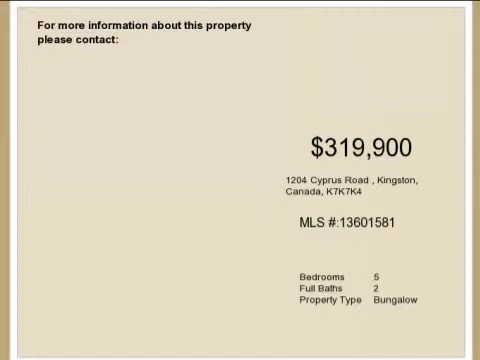 For more information about this property
please contact:
$319,900
1204 Cyprus Road , Kingston,
Canada, K7K7K4
MLS #:13601581
Bedrooms 5
Full Baths 2
Property Type Bungalow